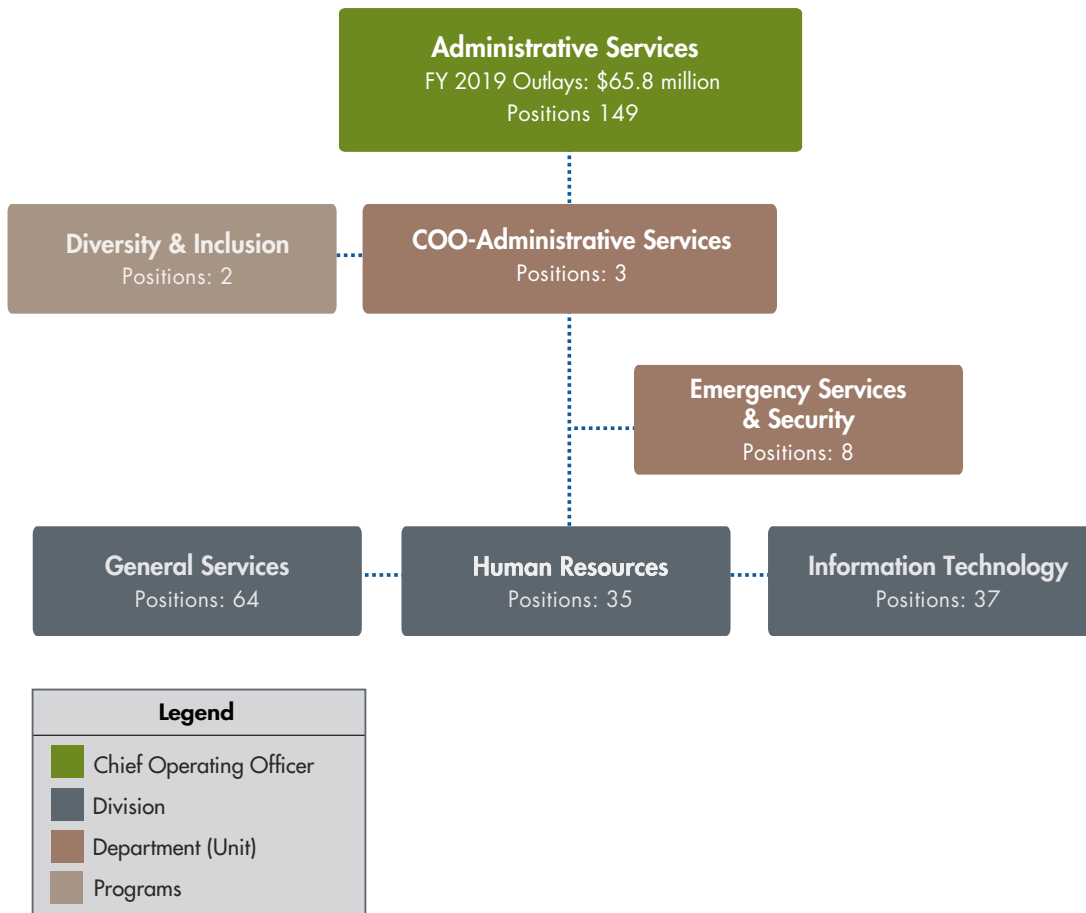 Administrative Services
FY 2019 Outlays: $65.8 million
Positions 149
Diversity & Inclusion
Positions: 2
COO-Administrative Services
Positions: 3
Emergency Services
& Security
Positions: 8
General Services
Positions: 64
Human Resources
Positions: 35
Information Technology
Positions: 37
Legend
Chief Operating Officer
Division
Department (Unit)
Programs